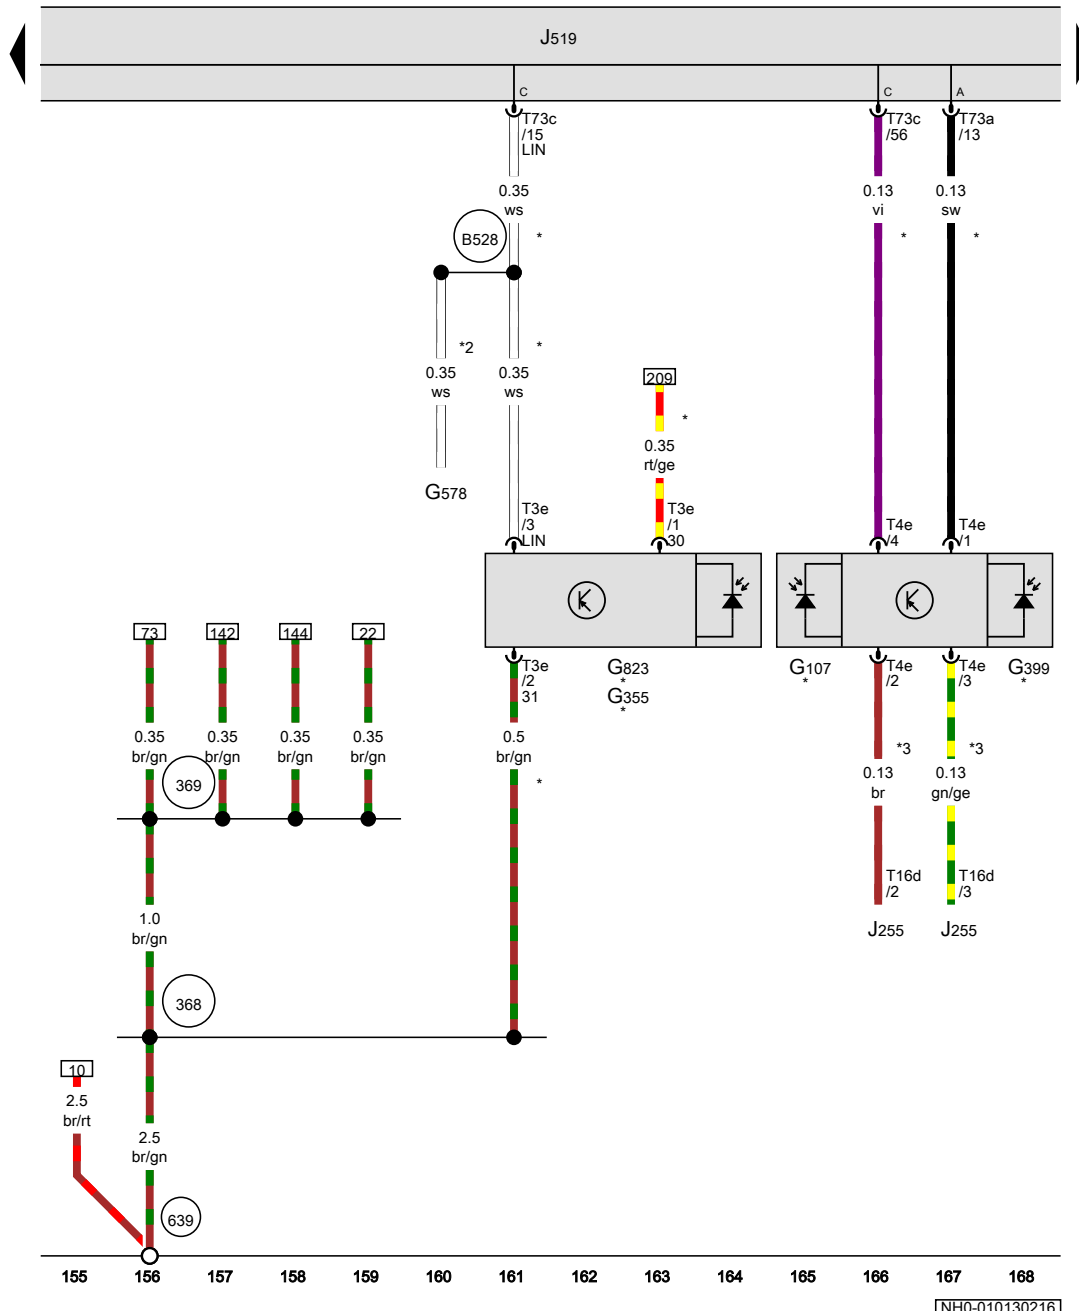 J519
C
C
A
T73c
/15
LIN
T73c
/56
T73a
/13
0.35
ws
0.13
vi
0.13
sw
B528
*
*
*
*2
*
0.35
ws
0.35
ws
209
*
0.35
rt/ge
G578
T3e
/3
LIN
T3e
/1
30
T4e
/4
T4e
/1
73
142
144
22
T3e
/2
31
G823
*
G355
*
G107
*
T4e
/2
T4e
/3
G399
*
0.35
br/gn
0.35
br/gn
0.35
br/gn
0.35
br/gn
0.5
br/gn
*
*3
*3
0.13
br
0.13
gn/ge
369
T16d
/2
T16d
/3
J255
J255
1.0
br/gn
368
10
2.5
br/rt
2.5
br/gn
639
155 156 157 158 159 160 161 162 163 164 165 166 167 168
NH0-010130216